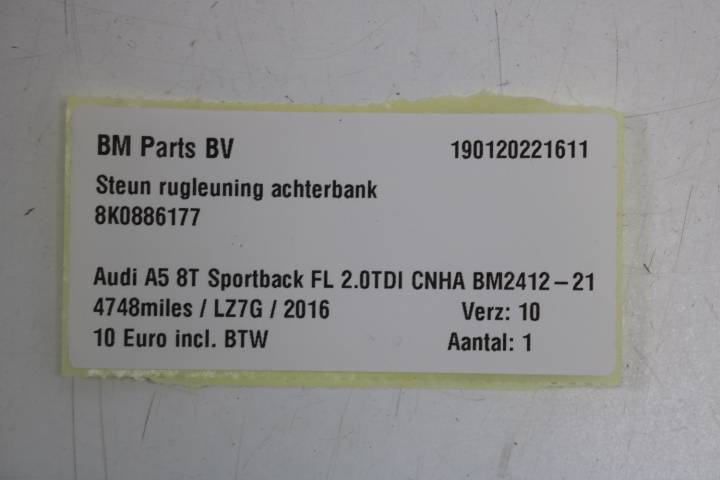 BM Parts BV 190120221611
Steun rugleuning achterbank
8K0886177
Audi A5 8T Sportback FL 2.0TDI CNHA BM2412-21
4748miles / LZ7G / 2016 Verz: 10
10 Euro incl. BTW Aantal: 1